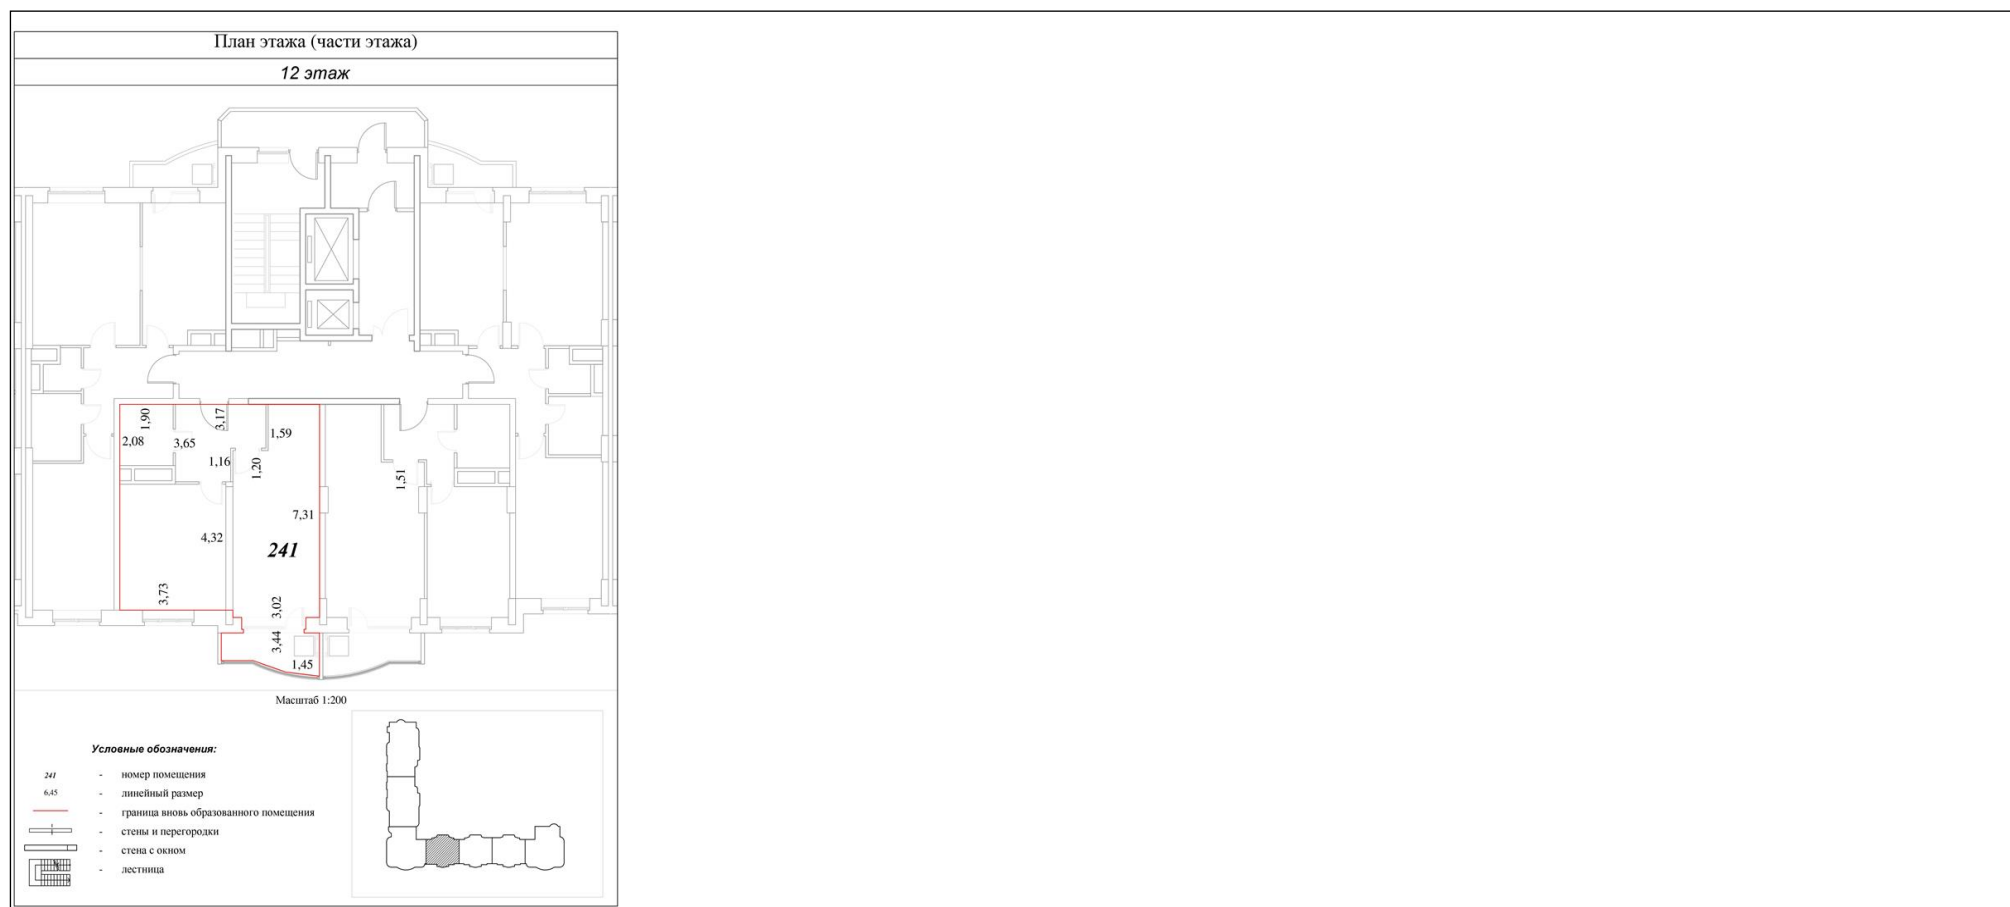 План этажа (части этажа)
12 этаж
1,90
3,17
2,08
3,65
1,59
1,16
1,20
1,51
7,31
4,32
241
3,73
3,02
3,44
1,45
Масштаб 1:200
Условные обозначения:
241 - номер помещения
6,45 - линейный размер
- граница вновь образованного помещения
- стены и перегородки
- стена с окном
- лестница